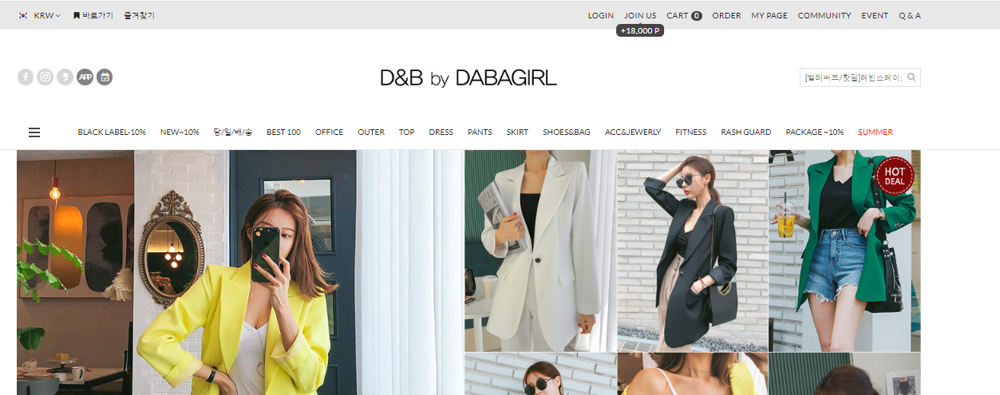 KRW 바로가기 즐겨찾기 LOGIN JOIN US CART 0 ORDER MY PAGE COMMUNITY EVENT Q & A
+18,000 P
APP D&B by DABAGIRL [얼리버드/핫딜]헤빈스레이
BLACK LABEL-10% NEW~10% 당/일/배/송 BEST 100 OFFICE OUTER TOP DRESS PANTS SKIRT SHOES&BAG ACC&JEWERLY FITNESS RASH GUARD PACKAGE ~10% SUMMER
HOT
DEAL